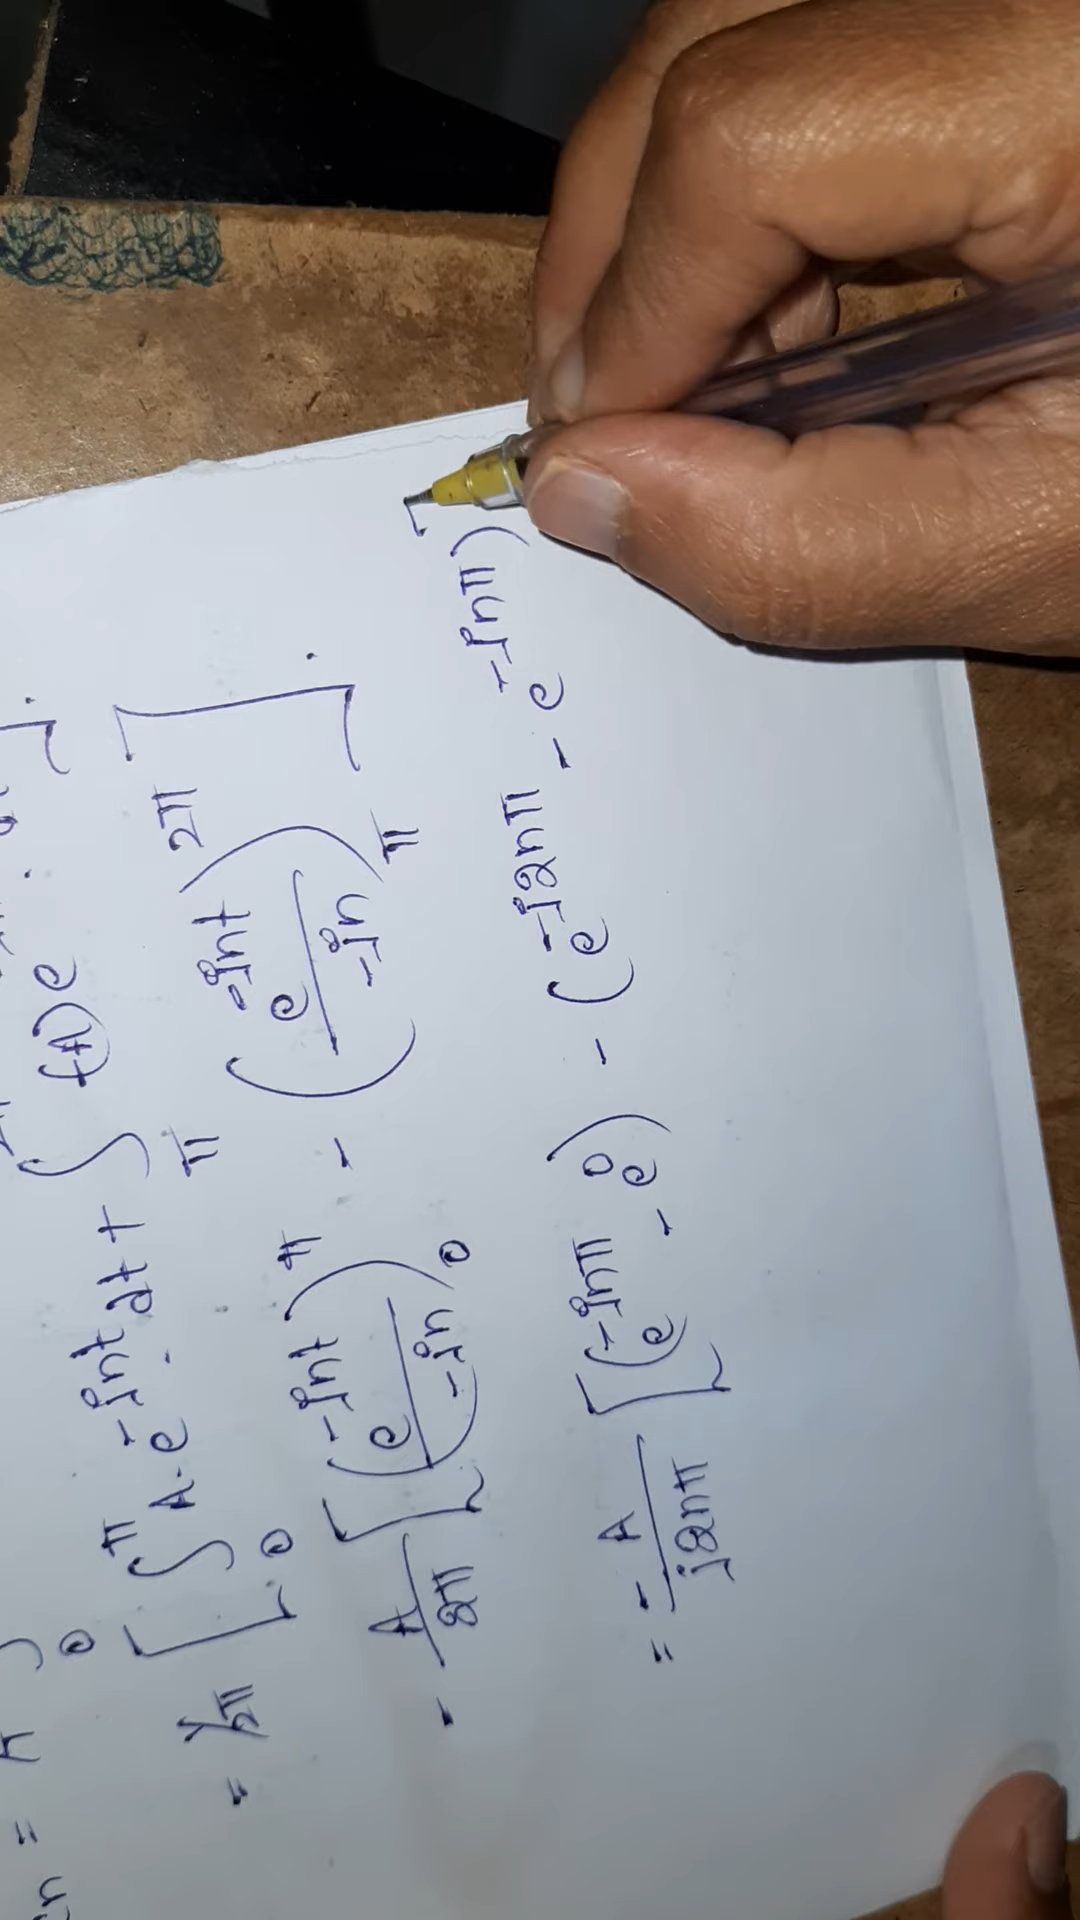 cn =
= 1/2π [ ∫₀^π A·e^-jnt dt + ∫_π (-A)e
= A/2π [ (e^-jnt/-jn)₀^π - (e^-jnt/-jn)_π^2π ].
= -A/j2nπ [ (e^-jnπ - e^0) - (e^-j2nπ - e^-jnπ)